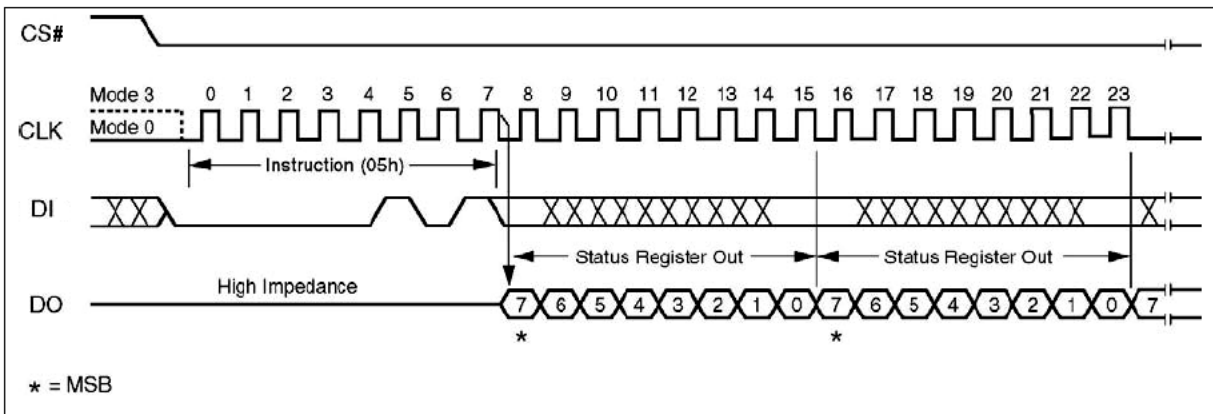 CS#
Mode 3
0 1 2 3 4 5 6 7 8 9 10 11 12 13 14 15 16 17 18 19 20 21 22 23
CLK
Mode 0
Instruction (05h)
DI
Status Register Out
Status Register Out
High Impedance
DO
7 6 5 4 3 2 1 0 7 6 5 4 3 2 1 0 7
* *
* = MSB